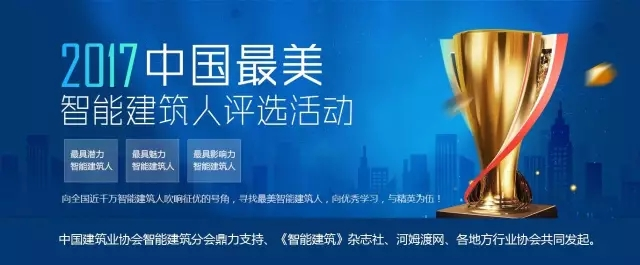 2017中国最美
智能建筑人评选活动
最具潜力 最具魅力 最具影响力
智能建筑人 智能建筑人 智能建筑人
向全国近千万智能建筑人吹响征优的号角，寻找最美智能建筑人，向优秀学习，与精英为伍！
中国建筑业协会智能建筑分会鼎力支持、《智能建筑》杂志社、河姆渡网、各地方行业协会共同发起。